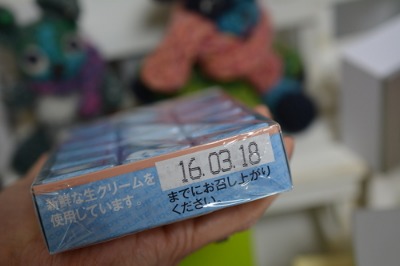 新鮮な生クリームを
使用しています
16.03.18
までにお召し上がり
ください。